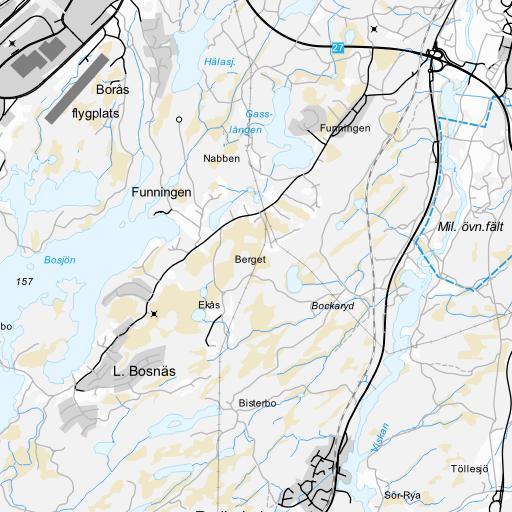 27
Hälasj.
Borås
flygplats
Gass-
längen
Funningen
Nabben
Funningen
Mil. övn.fält
Bosjön
Berget
157
Ekås
Bockaryd
L. Bosnäs
Bisterbo
Viskan
Töllesjö
Sör-Rya